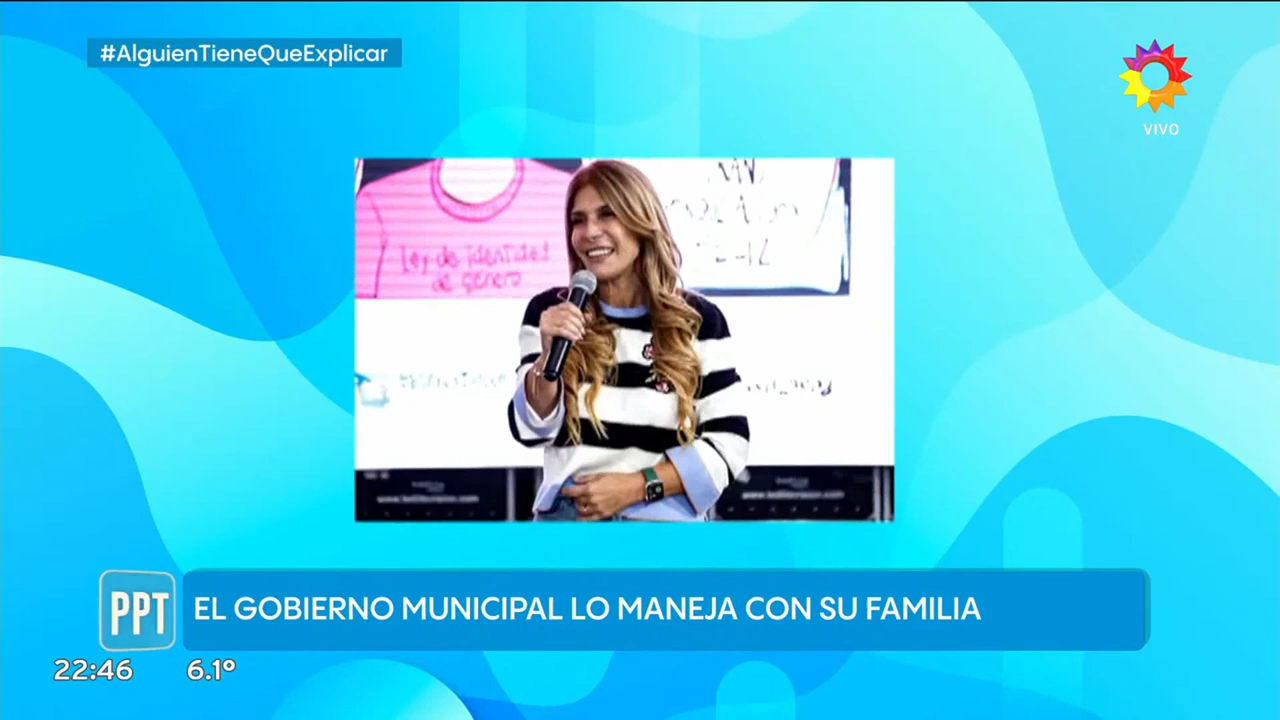 #AlguienTieneQueExplicar
VIVO
ley de identidad
de género
PPT
EL GOBIERNO MUNICIPAL LO MANEJA CON SU FAMILIA
22:46
6.1º